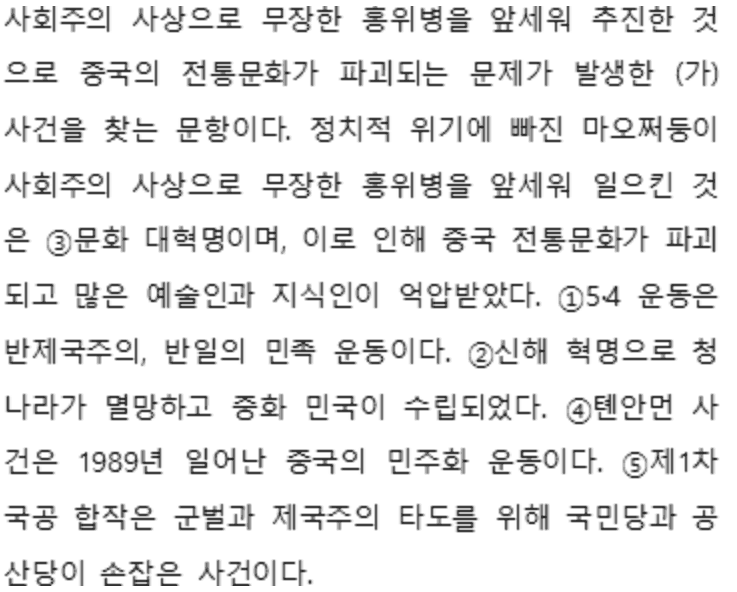 사회주의 사상으로 무장한 홍위병을 앞세워 추진한 것
으로 중국의 전통문화가 파괴되는 문제가 발생한 (가)
사건을 찾는 문항이다. 정치적 위기에 빠진 마오쩌둥이
사회주의 사상으로 무장한 홍위병을 앞세워 일으킨 것
은 ③문화 대혁명이며, 이로 인해 중국 전통문화가 파괴
되고 많은 예술인과 지식인이 억압받았다. ①5·4 운동은
반제국주의, 반일의 민족 운동이다. ②신해 혁명으로 청
나라가 멸망하고 중화 민국이 수립되었다. ④톈안먼 사
건은 1989년 일어난 중국의 민주화 운동이다. ⑤제1차
국공 합작은 군벌과 제국주의 타도를 위해 국민당과 공
산당이 손잡은 사건이다.